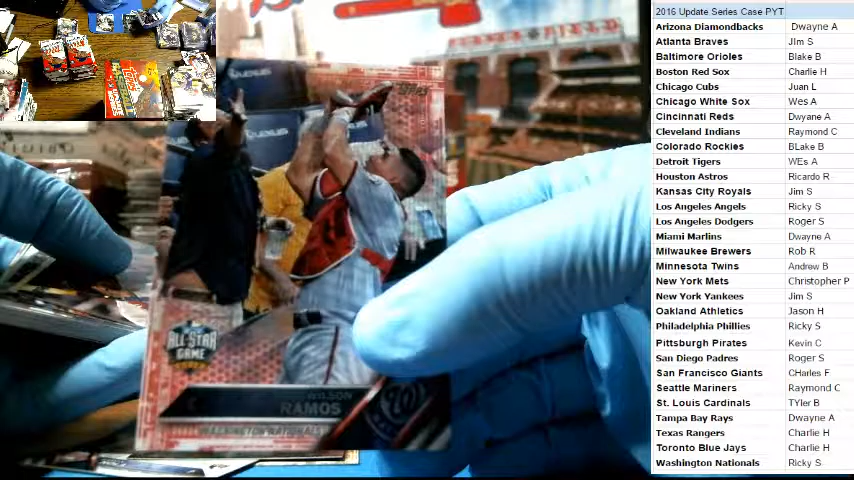 2016 Update Series Case PYT
Arizona Diamondbacks Dwayne A
Atlanta Braves Jim S
Baltimore Orioles Blake B
Boston Red Sox Charlie H
Chicago Cubs Juan L
Chicago White Sox Wes A
Cincinnati Reds Dwyane A
Cleveland Indians Raymond C
Colorado Rockies BLake B
Detroit Tigers WEs A
Houston Astros Ricardo R
Kansas City Royals Jim S
Los Angeles Angels Ricky S
Los Angeles Dodgers Roger S
Miami Marlins Dwayne A
Milwaukee Brewers Rob R
Minnesota Twins Andrew B
New York Mets Christopher P
New York Yankees Jim S
Oakland Athletics Jason H
Philadelphia Phillies Ricky S
Pittsburgh Pirates Kevin C
San Diego Padres Roger S
San Francisco Giants CHarles F
Seattle Mariners Raymond C
St. Louis Cardinals TYler B
Tampa Bay Rays Dwayne A
Texas Rangers Charlie H
Toronto Blue Jays Charlie H
Washington Nationals Ricky S
TOPPS
LEXUS
ALL-STAR
GAME
C
WILSON
RAMOS
WASHINGTON NATIONALS